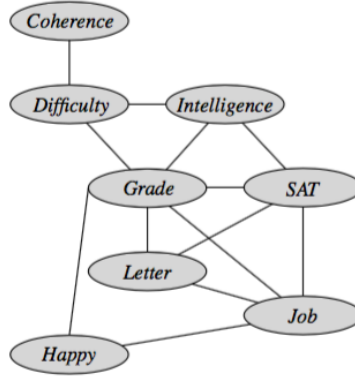 Coherence
Difficulty Intelligence
Grade SAT
Letter
Job
Happy